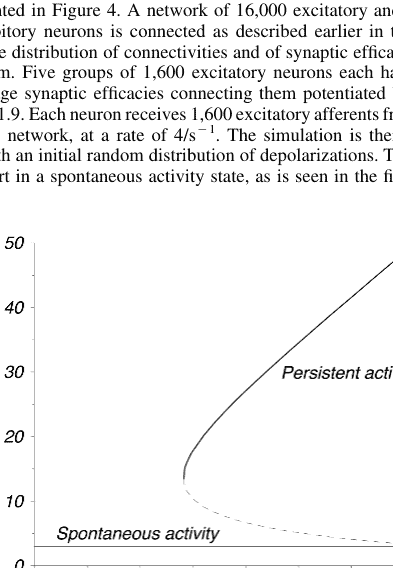 ted in Figure 4. A network of 16,000 excitatory an
bitory neurons is connected as described earlier in t
e distribution of connectivities and of synaptic effica
m. Five groups of 1,600 excitatory neurons each ha
ge synaptic efficacies connecting them potentiated
1.9. Each neuron receives 1,600 excitatory afferents fr
network, at a rate of 4/s⁻¹. The simulation is the
th an initial random distribution of depolarizations. T
rt in a spontaneous activity state, as is seen in the fi
50
40
30
Persistent acti
20
10
Spontaneous activity
0